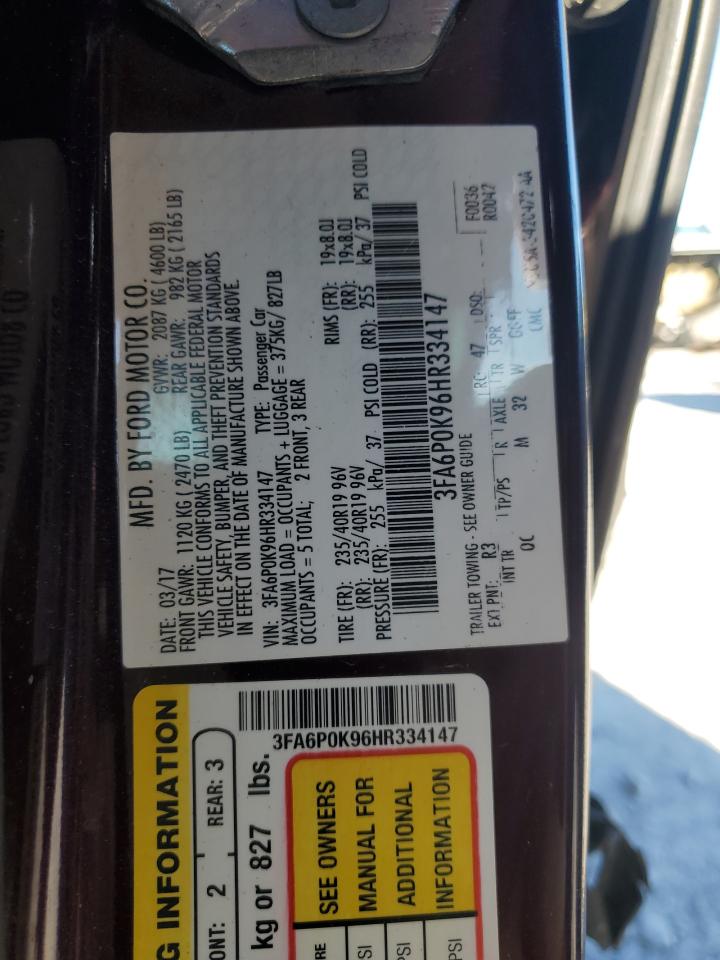 MFD. BY FORD MOTOR CO.
DATE: 03/17 GVWR: 2087 KG ( 4600 LB)
FRONT GAWR: 1120 KG ( 2470 LB) REAR GAWR: 982 KG ( 2165 LB)
THIS VEHICLE CONFORMS TO ALL APPLICABLE FEDERAL MOTOR
VEHICLE SAFETY, BUMPER, AND THEFT PREVENTION STANDARDS
IN EFFECT ON THE DATE OF MANUFACTURE SHOWN ABOVE.
VIN: 3FA6P0K96HR334147 TYPE: Passenger Car
MAXIMUM LOAD = OCCUPANTS + LUGGAGE = 375KG/ 827LB
OCCUPANTS = 5 TOTAL; 2 FRONT, 3 REAR
TIRE (FR): 235/40R19 96V RIMS (FR): 19x8.0J
(RR): 235/40R19 96V (RR): 19x8.0J
PRESSURE (FR): 255 kPa/ 37 PSI COLD (RR): 255 kPa/ 37 PSI COLD
3FA6P0K96HR334147
F0036
TRAILER TOWING - SEE OWNER GUIDE R0047
EXT PNT: R3 RC: 47 DSO:
INT TR TP/PS R AXLE TR SPR
OC M 32 W
3FA6P0K96HR334147
G INFORMATION
ONT: 2 REAR: 3
kg or 827 lbs.
RE SEE OWNERS
PSI MANUAL FOR
PSI ADDITIONAL
PSI INFORMATION